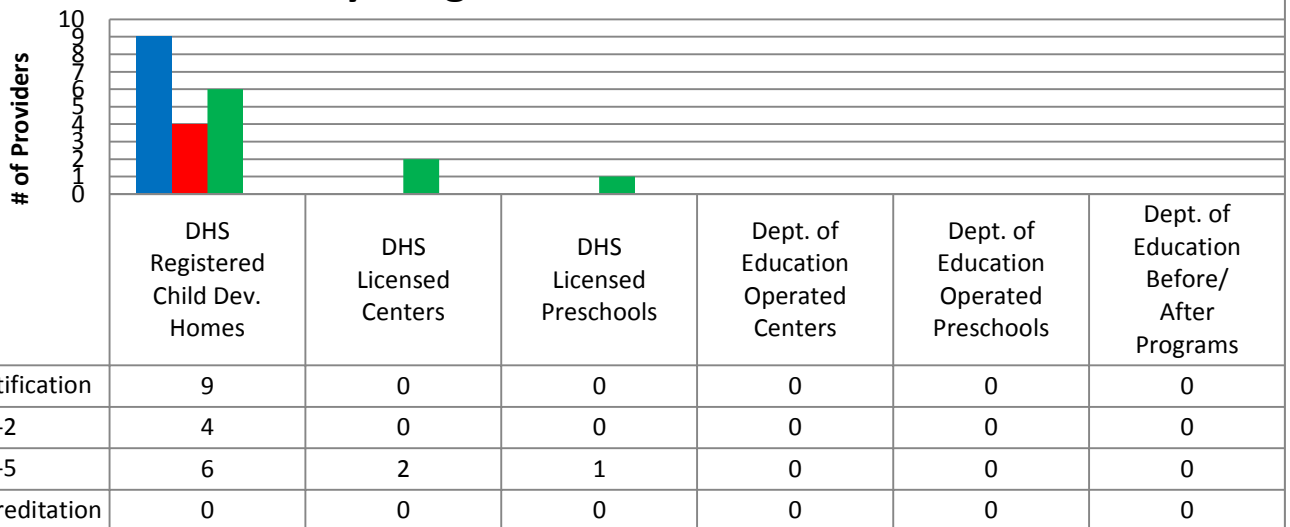 10
9
8
7
6
5
4
3
2
1
0
# of Providers
DHS
Registered
Child Dev.
Homes
DHS
Licensed
Centers
DHS
Licensed
Preschools
Dept. of
Education
Operated
Centers
Dept. of
Education
Operated
Preschools
Dept. of
Education
Before/
After
Programs
tification 9 0 0 0 0 0
-2 4 0 0 0 0 0
-5 6 2 1 0 0 0
reditation 0 0 0 0 0 0